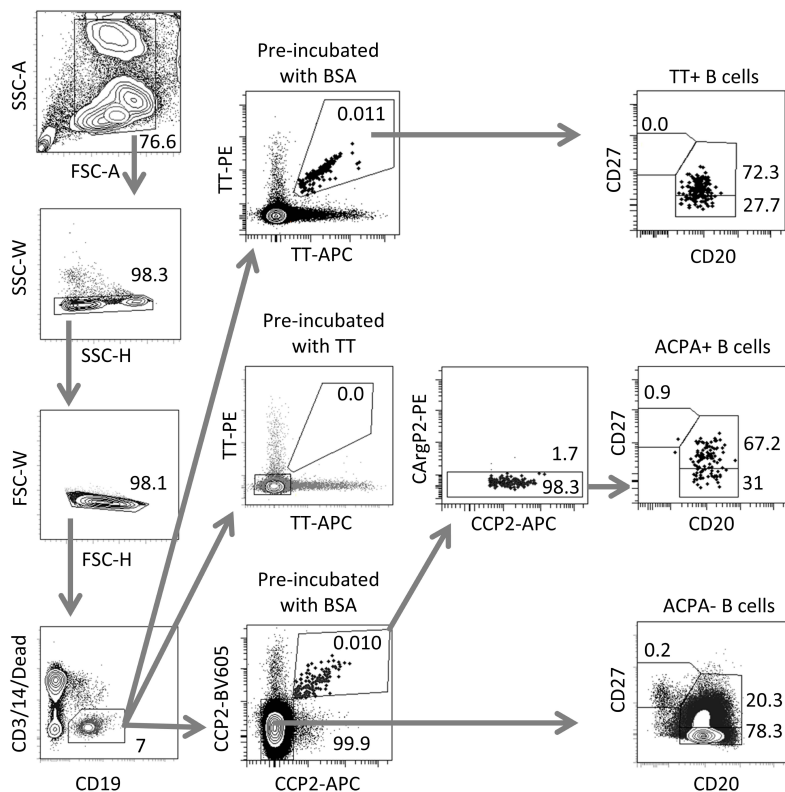 SSC-A
76.6
FSC-A
SSC-W
98.3
SSC-H
FSC-W
98.1
FSC-H
CD3/14/Dead
7
CD19
Pre-incubated
with BSA
0.011
TT-PE
TT-APC
TT+ B cells
0.0
CD27
72.3
27.7
CD20
Pre-incubated
with TT
0.0
TT-PE
TT-APC
CArgP2-PE
1.7
98.3
CCP2-APC
ACPA+ B cells
0.9
CD27
67.2
31
CD20
Pre-incubated
with BSA
0.010
CCP2-BV605
99.9
CCP2-APC
ACPA- B cells
0.2
CD27
20.3
78.3
CD20